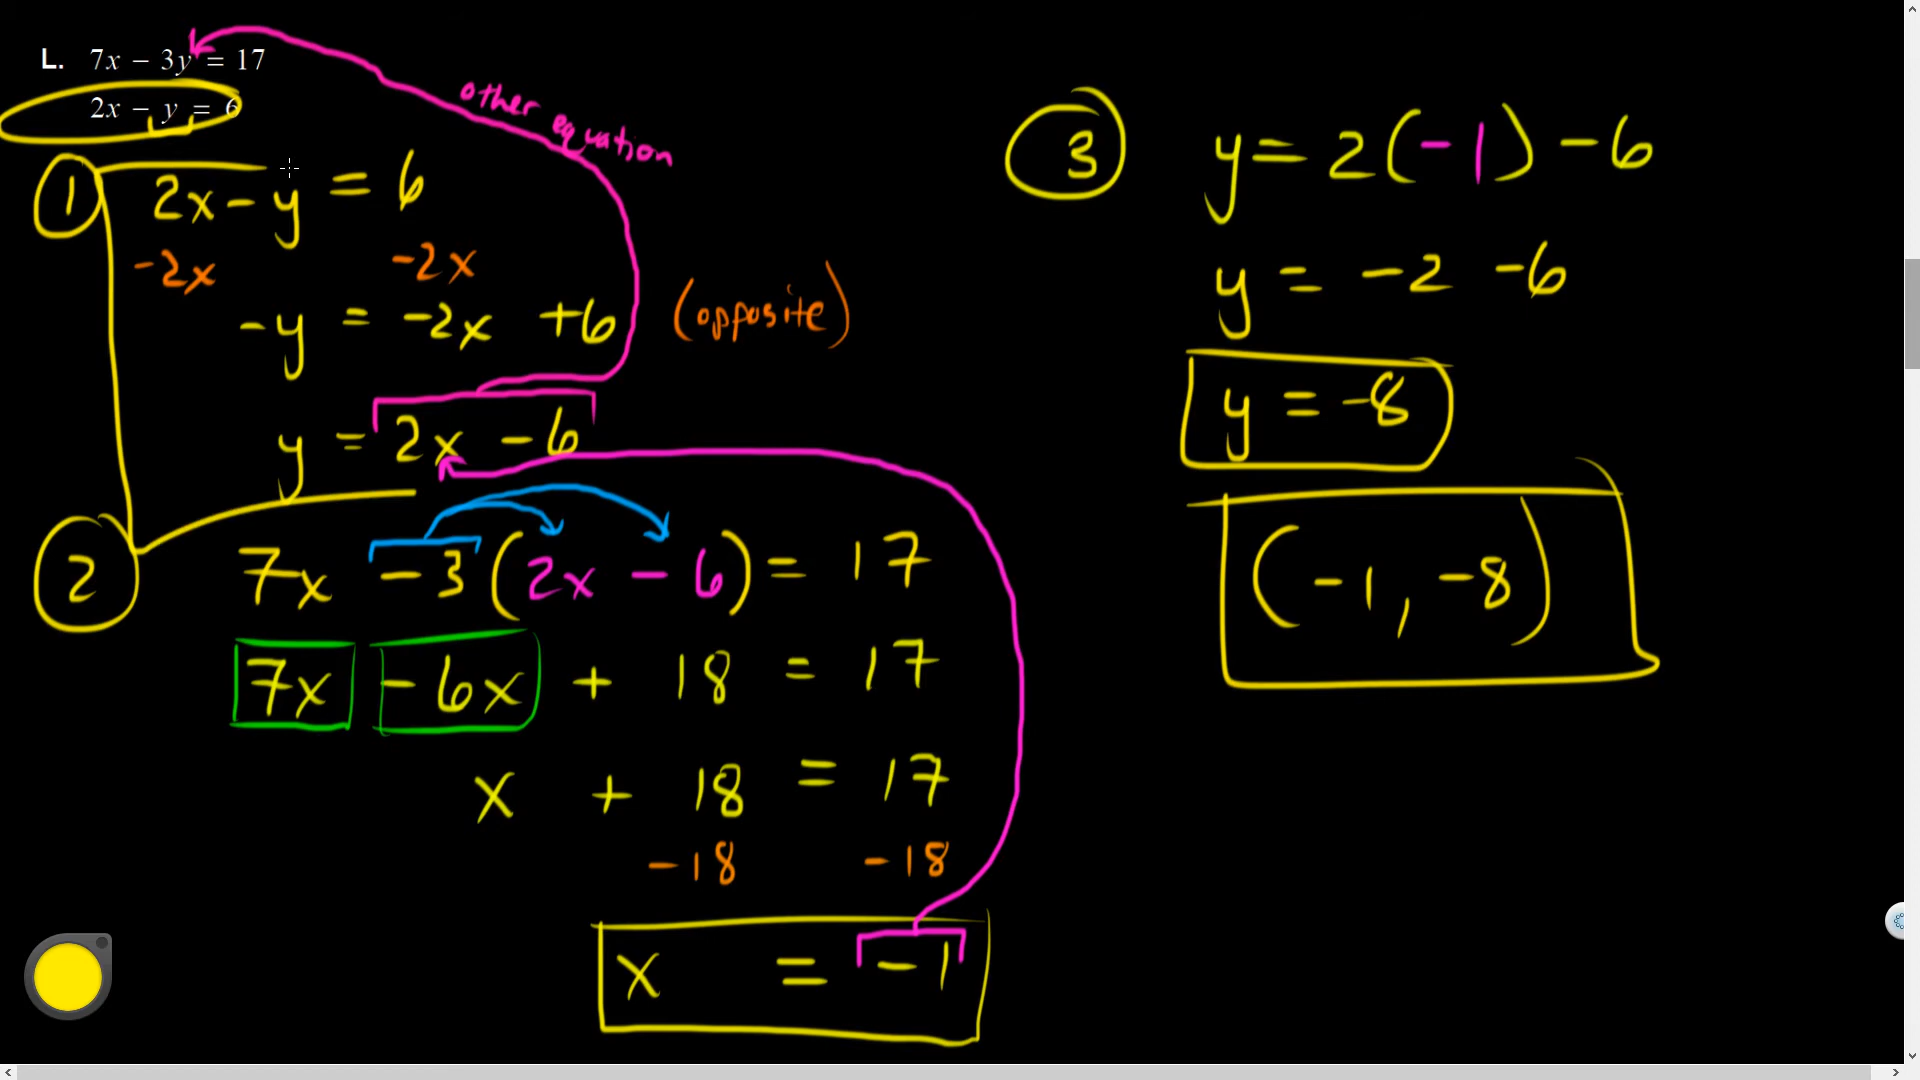 L. 7x − 3y = 17
2x − y = 6
other equation
1
2x − y = 6
-2x -2x
-y = -2x +6 (opposite)
y = 2x − 6
2
7x −3(2x − 6) = 17
7x −6x + 18 = 17
x + 18 = 17
−18 −18
x = −1
3
y = 2(−1) −6
y = −2 −6
y = −8
(−1, −8)